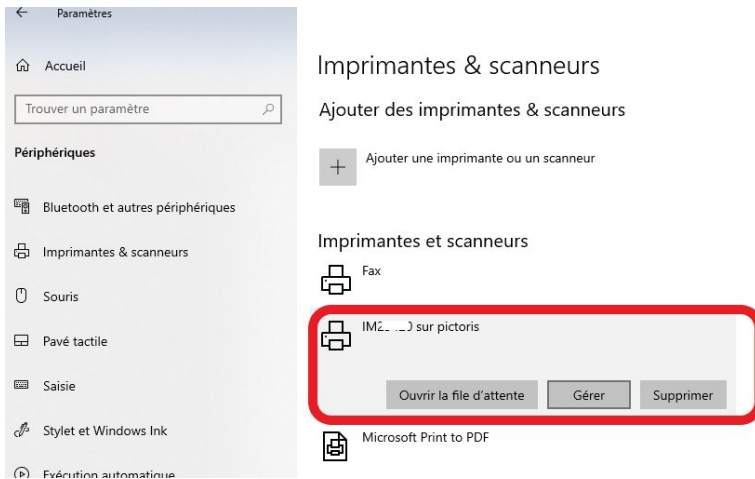 Paramètres
Accueil
Trouver un paramètre
Périphériques
Bluetooth et autres périphériques
Imprimantes & scanneurs
Souris
Pavé tactile
Saisie
Stylet et Windows Ink
Exécution automatique
Imprimantes & scanneurs
Ajouter des imprimantes & scanneurs
Ajouter une imprimante ou un scanneur
Imprimantes et scanneurs
Fax
sur pictoris
Ouvrir la file d'attente Gérer Supprimer
Microsoft Print to PDF